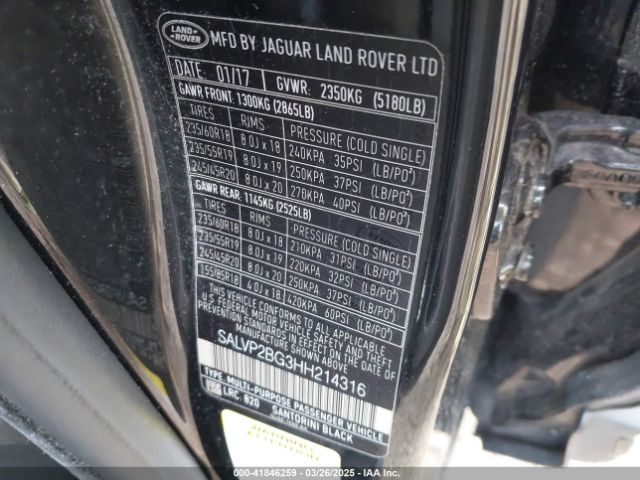 LAND ROVER
MFD BY JAGUAR LAND ROVER LTD
DATE: 01/17 GVWR: 2350KG (5180LB)
GAWR FRONT: 1300KG (2865LB)
TIRES RIMS PRESSURE (COLD SINGLE)
235/60R18 8.0J x 18 240KPA 35PSI (LB/PO²)
235/55R19 8.0J x 19 250KPA 37PSI (LB/PO²)
245/45R20 8.0J x 20 270KPA 40PSI (LB/PO²)
GAWR REAR: 1145KG (2525LB)
TIRES RIMS PRESSURE (COLD SINGLE)
235/60R18 8.0J x 18 210KPA 31PSI (LB/PO²)
235/55R19 8.0J x 19 220KPA 32PSI (LB/PO²)
245/45R20 8.0J x 20 250KPA 37PSI (LB/PO²)
155/85R18 4.0J x 18 420KPA 60PSI (LB/PO²)
THIS VEHICLE CONFORMS TO ALL APPLICABLE
U.S FEDERAL MOTOR VEHICLE SAFETY BUMPER AND THEFT
PREVENTION STANDARDS IN EFFECT ON THE DATE OF
MANUFACTURE SHOWN ABOVE
SALVP2BG3HH214316
TYPE: MULTI-PURPOSE PASSENGER VEHICLE
LRC: 820 SANTORINI BLACK
WARNING
000-41846259 - 03/26/2025 - IAA, Inc.